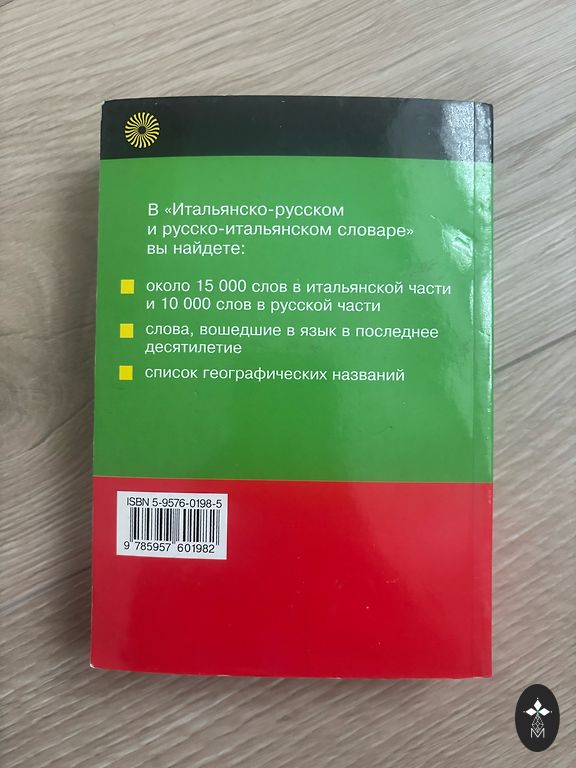 В «Итальянско-русском
и русско-итальянском словаре»
вы найдете:
около 15 000 слов в итальянской части
и 10 000 слов в русской части
слова, вошедшие в язык в последнее
десятилетие
список географических названий
ISBN 5-9576-0198-5
9 785957 601982
M